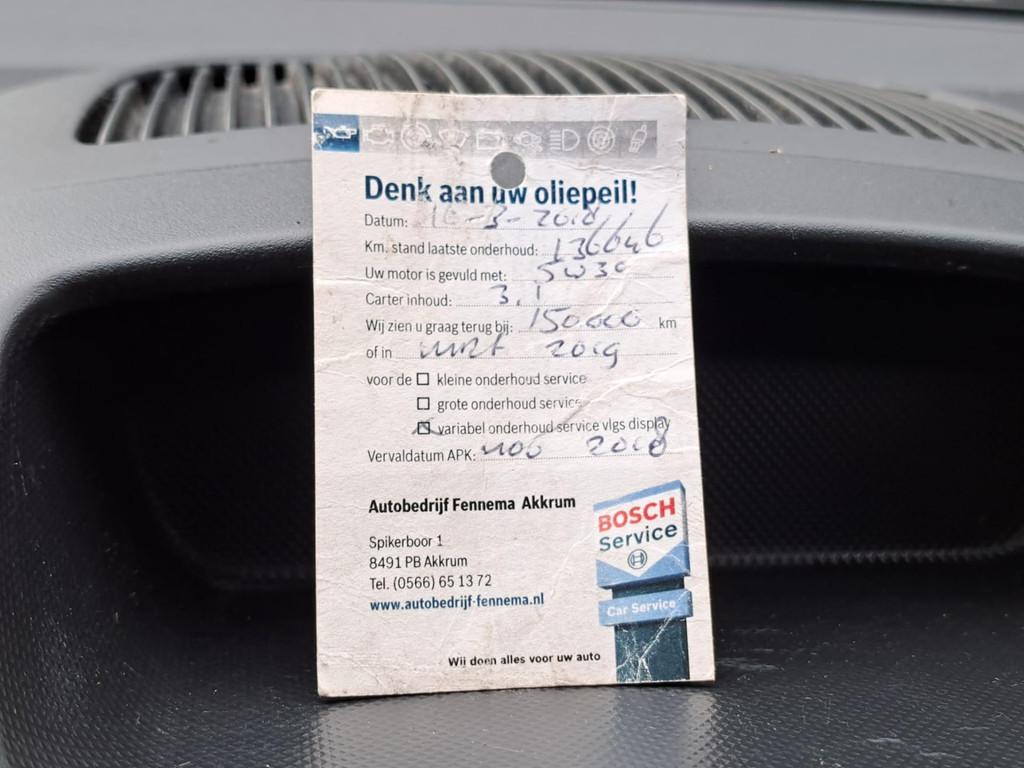 Denk aan uw oliepeil!
Datum: 16-3-2018
Km. stand laatste onderhoud: 136646
Uw motor is gevuld met: 5W30
Carter inhoud: 3.1
Wij zien u graag terug bij: 150000 km
of in mrt 2019
voor de kleine onderhoud service
grote onderhoud service
variabel onderhoud service vlgs display
Vervaldatum APK: nov 2018
Autobedrijf Fennema Akkrum
Spikerboor 1
8491 PB Akkrum
Tel. (0566) 65 13 72
www.autobedrijf-fennema.nl
BOSCH
Service
Car Service
Wij doen alles voor uw auto